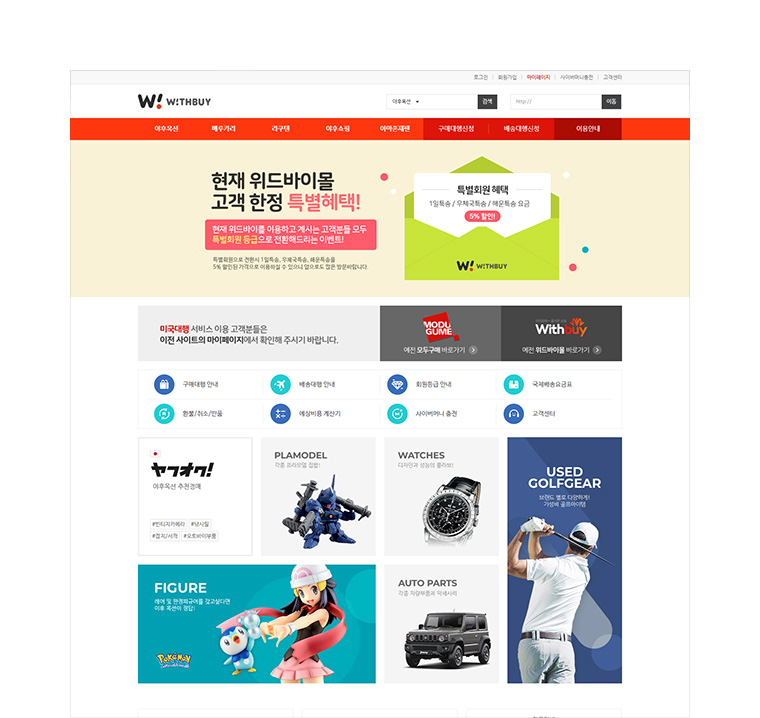 로그인 | 회원가입 | 마이페이지 | 사이버머니충전 | 고객센터
W! WITHBUY
야후옥션
검색
http://
이동
야후옥션
메루카리
라쿠텐
야후쇼핑
아마존재팬
구매대행신청
배송대행신청
이용안내
현재 위드바이몰
고객 한정 특별혜택!
현재 위드바이를 이용하고 계시는 고객분들 모두
특별회원 등급으로 전환해드리는 이벤트!
특별회원으로 전환시 1일특송, 우체국특송, 해운특송을
5% 할인된 가격으로 이용하실 수 있으니 앞으로도 많은 방문바랍니다.
특별회원 혜택
1일특송 / 우체국특송 / 해운특송 요금
5% 할인!
W! WITHBUY
미국대행 서비스 이용 고객분들은
이전 사이트의 마이페이지에서 확인해 주시기 바랍니다.
MODU
GUME
예전 모두구매 바로가기
Withbuy
예전 위드바이몰 바로가기
구매대행 안내
배송대행 안내
회원등급 안내
국제배송요금표
환불/취소/반품
예상비용 계산기
사이버머니 충전
고객센터
ヤフオク!
야후옥션 추천경매
#빈티지카메라 #낚시릴
#잡지/서적 #오토바이부품
PLAMODEL
각종 프라모델 집합!
WATCHES
디자인과 성능의 콜라보!
USED
GOLFGEAR
브랜드 별로 다양하게!
가성비 골프아이템
FIGURE
레어 및 한정피규어를 갖고싶다면
야후 옥션이 정답!
POKéMON
AUTO PARTS
각종 차량부품과 악세사리